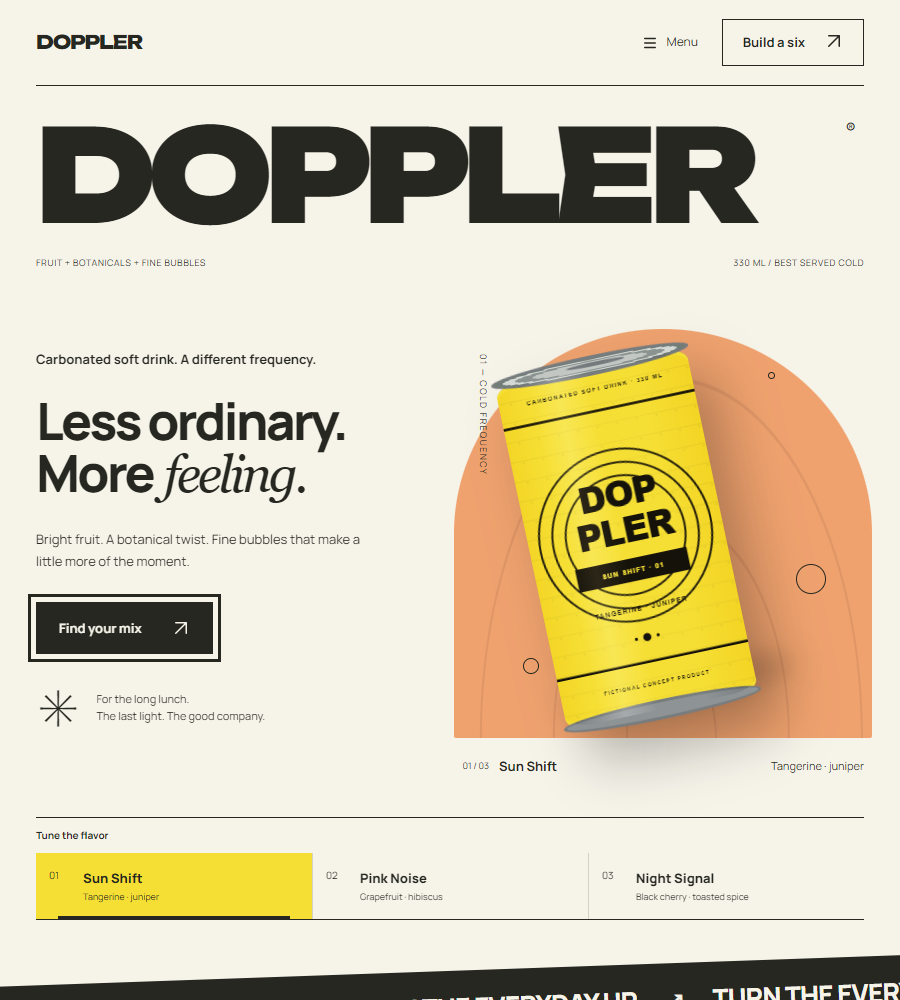 DOPPLER
Menu
Build a six
DOPPLER
®
FRUIT + BOTANICALS + FINE BUBBLES
330 ML / BEST SERVED COLD
Carbonated soft drink. A different frequency.
Less ordinary.
More feeling.
Bright fruit. A botanical twist. Fine bubbles that make a
little more of the moment.
Find your mix
For the long lunch.
The last light. The good company.
01 — COLD FREQUENCY
CARBONATED SOFT DRINK · 330 ML
DOP
PLER
SUN SHIFT · 01
TANGERINE · JUNIPER
FICTIONAL CONCEPT PRODUCT
01 / 03
Sun Shift
Tangerine · juniper
Tune the flavor
01
Sun Shift
Tangerine · juniper
02
Pink Noise
Grapefruit · hibiscus
03
Night Signal
Black cherry · toasted spice
THE EVERYDAY UP
TURN THE EVER